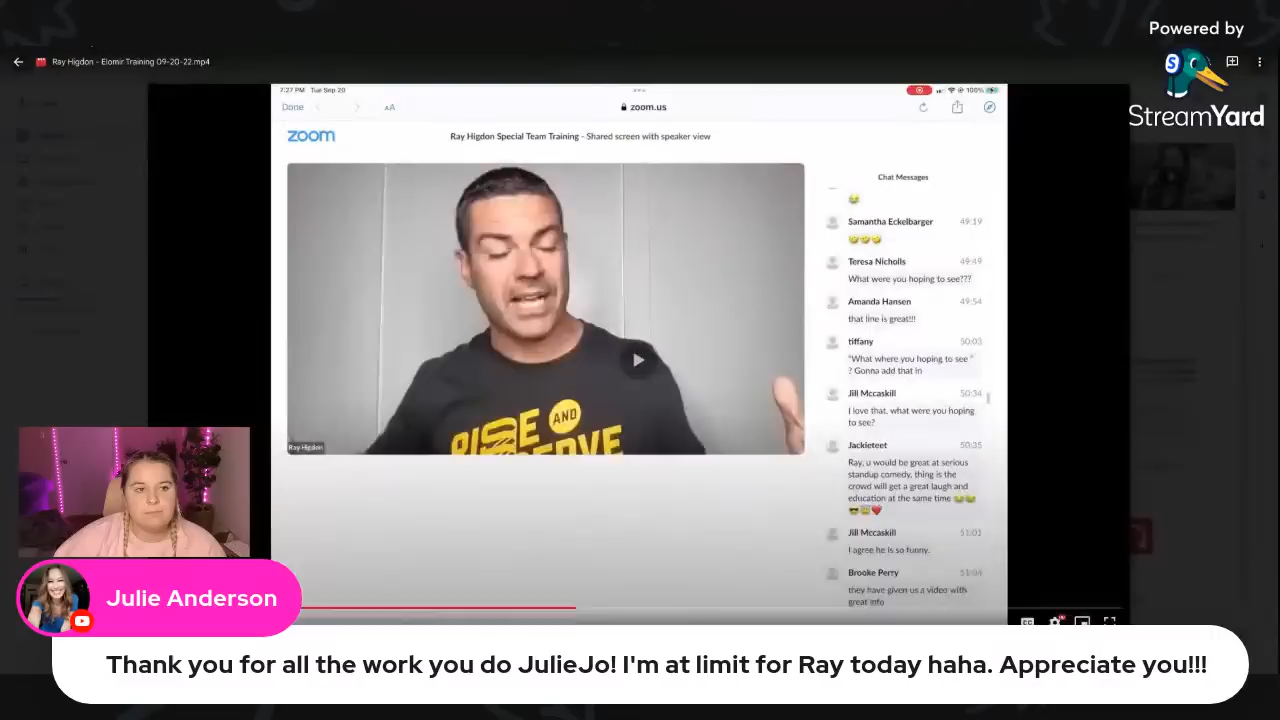 Powered by
StreamYard
Ray Higdon - Elomir Training 09-20-22.mp4
7:27 PM Tue Sep 20
100%
Done
AA
zoom.us
zoom
Ray Higdon Special Team Training - Shared screen with speaker view
Chat Messages
Samantha Eckelbarger 49:19
🤣🤣🤣
Teresa Nicholls 49:49
What were you hoping to see???
Amanda Hansen 49:54
that line is great!!!
tiffany 50:03
"What where you hoping to see "
? Gonna add that in
Jill Mccaskill 50:34
I love that. what were you hoping
to see?
Jackieteet 50:35
Ray, u would be great at serious
standup comedy, thing is the
crowd will get a great laugh and
education at the same time
Jill Mccaskill 51:01
I agree he is so funny.
Brooke Perry 51:04
they have given us a video with
great info
RISE AND
SERVE
Ray Higdon
Julie Anderson
Thank you for all the work you do JulieJo! I'm at limit for Ray today haha. Appreciate you!!!